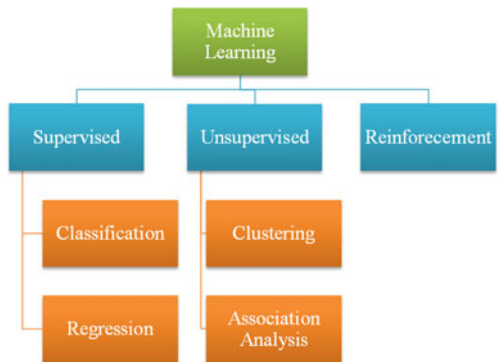 Machine
Learning
Supervised
Unsupervised
Reinforecement
Classification
Clustering
Regression
Association
Analysis